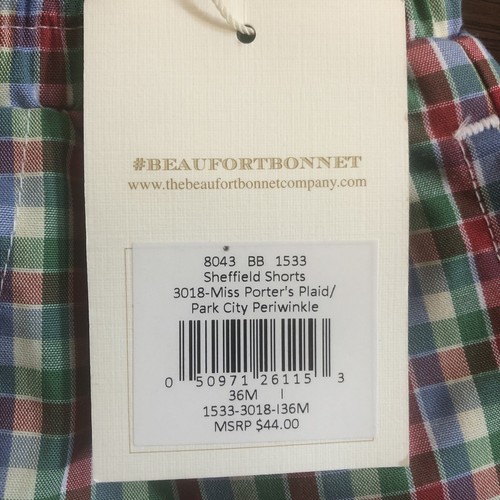 #BEAUFORTBONNET
www.thebeaufortbonnetcompany.com
8043 BB 1533
Sheffield Shorts
3018-Miss Porter's Plaid/
Park City Periwinkle
0 50971 26115 3
36M I
1533-3018-I36M
MSRP $44.00